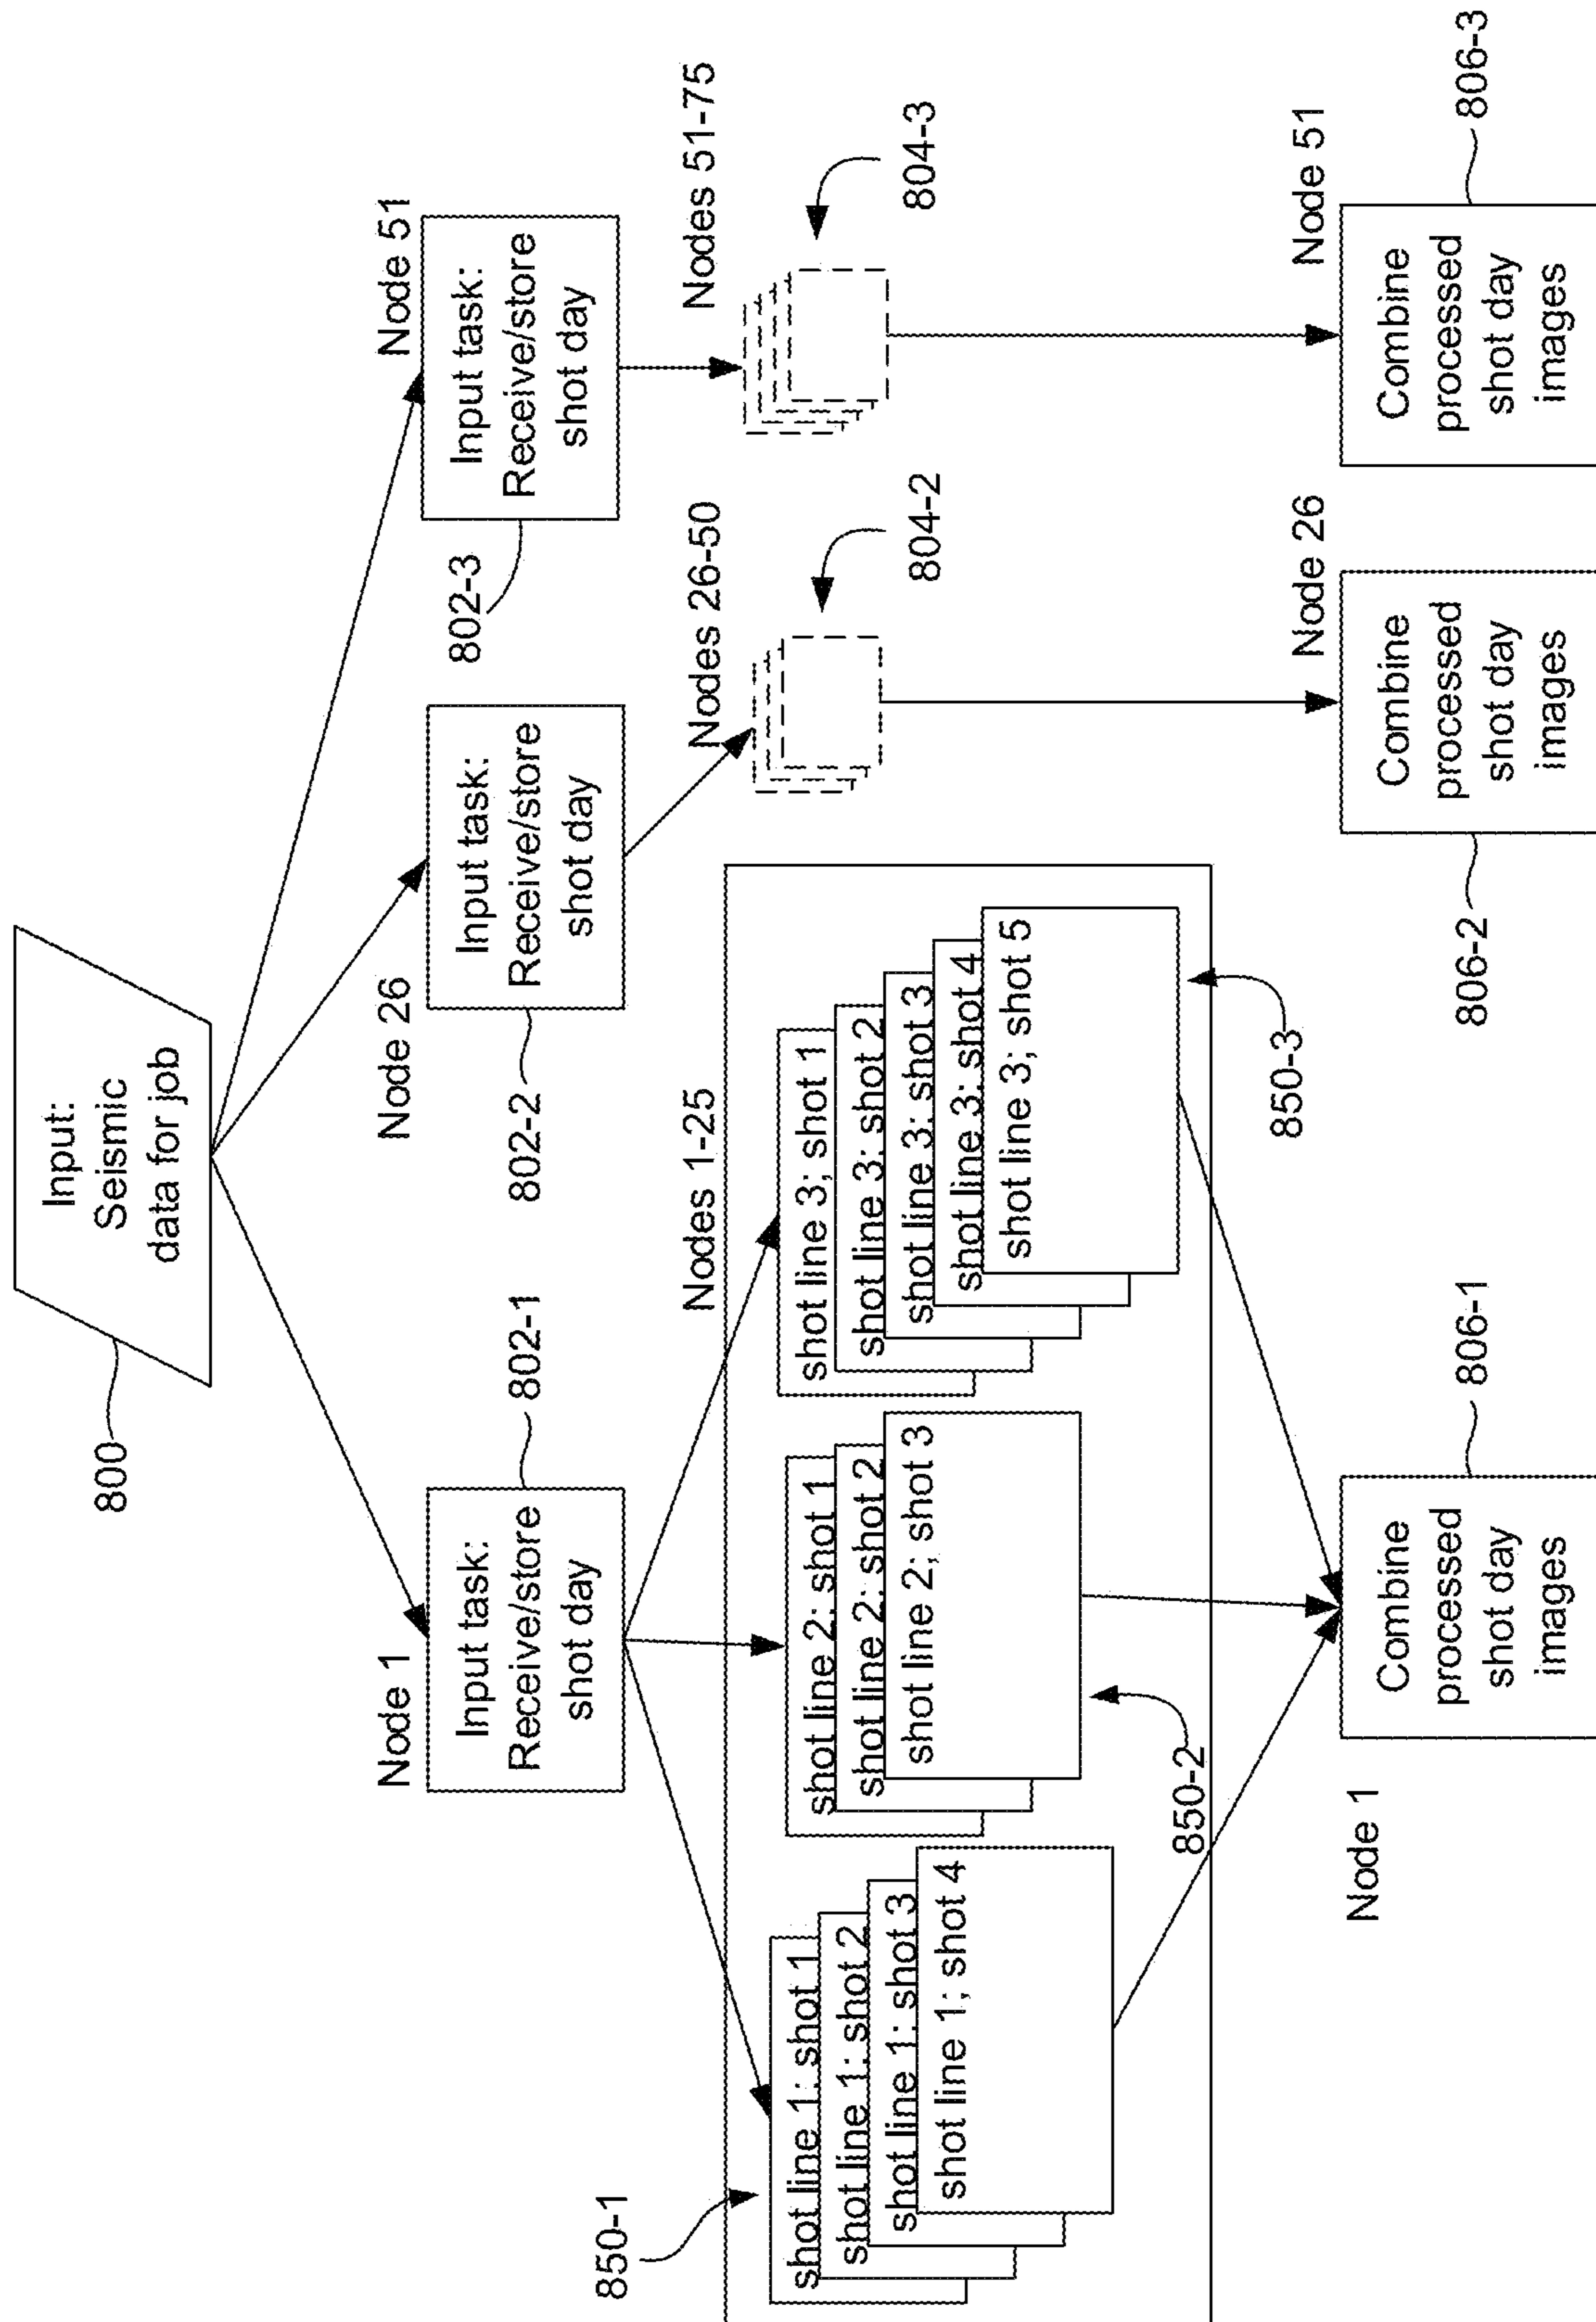 Input:
Seismic
data for job
800
Node 1
Input task:
Receive/store
shot day
802-1
Node 26
Input task:
Receive/store
shot day
802-2
Node 51
Input task:
Receive/store
shot day
802-3
Nodes 1-25
850-1
shot line 1; shot 1
shot line 1; shot 2
shot line 1; shot 3
shot line 1; shot 4
shot line 2; shot 1
shot line 2; shot 2
shot line 2; shot 3
850-2
shot line 3; shot 1
shot line 3; shot 2
shot line 3; shot 3
shot line 3; shot 4
shot line 3; shot 5
850-3
Nodes 26-50
804-2
Nodes 51-75
804-3
Node 1
Combine
processed
shot day
images
806-1
Node 26
Combine
processed
shot day
images
806-2
Node 51
Combine
processed
shot day
images
806-3